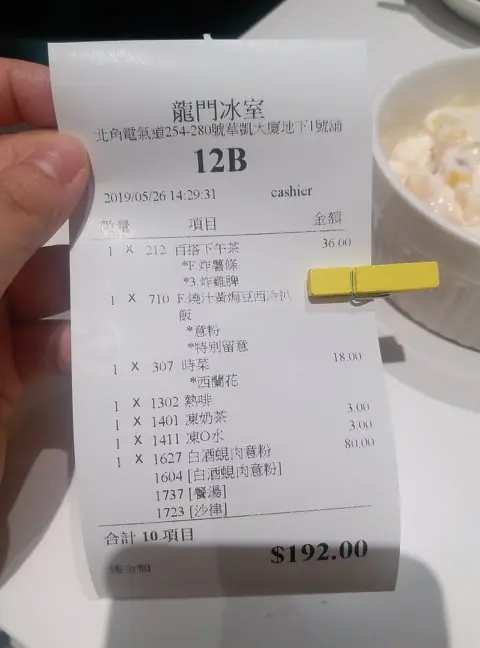 龍門冰室
北角電氣道254-280號華凱大廈地下1號舖
12B
2019/05/26 14:29:31 cashier
數量 項目 金額
1 X 212 百搭下午茶 36.00
*F.炸薯條
*3.炸雞脾
1 X 710 F.燒汁黃焗豆西冷扒
飯
*意粉
*特別留意
1 X 307 時菜 18.00
*西蘭花
1 X 1302 熱啡
1 X 1401 凍奶茶 3.00
1 X 1411 凍O水 3.00
1 X 1627 白酒蜆肉意粉 80.00
1604 [白酒蜆肉意粉]
1737 [餐湯]
1723 [沙律]
合計 10 項目
$192.00
金額